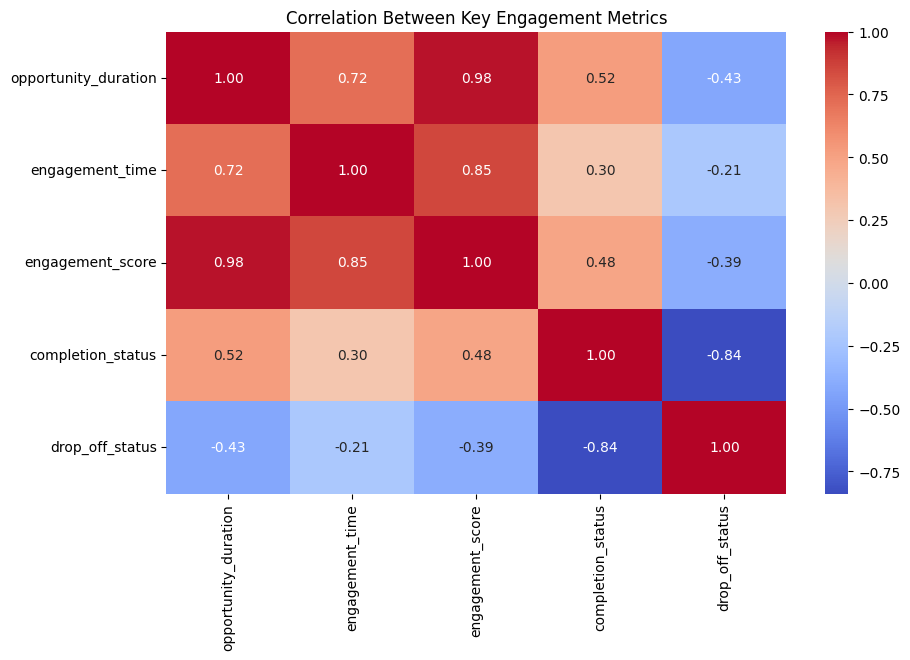 Correlation Between Key Engagement Metrics
opportunity_duration 1.00 0.72 0.98 0.52 -0.43
engagement_time 0.72 1.00 0.85 0.30 -0.21
engagement_score 0.98 0.85 1.00 0.48 -0.39
completion_status 0.52 0.30 0.48 1.00 -0.84
drop_off_status -0.43 -0.21 -0.39 -0.84 1.00
opportunity_duration
engagement_time
engagement_score
completion_status
drop_off_status
1.00
0.75
0.50
0.25
0.00
−0.25
−0.50
−0.75